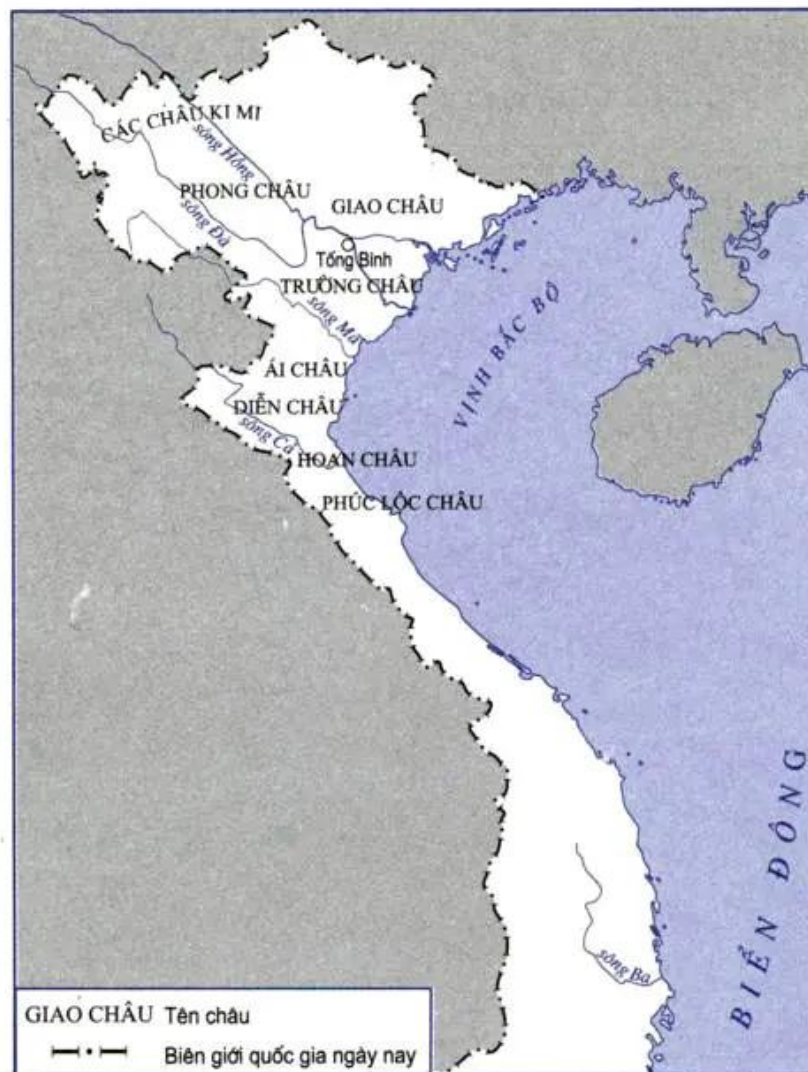 CÁC CHÂU KI MI
sông Hồng
PHONG CHÂU
GIAO CHÂU
sông Đà
Tống Bình
TRƯỜNG CHÂU
sông Mã
VỊNH BẮC BỘ
ÁI CHÂU
DIỄN CHÂU
sông Cả
HOAN CHÂU
PHÚC LỘC CHÂU
BIỂN ĐÔNG
sông Ba
GIAO CHÂU Tên châu
Biên giới quốc gia ngày nay